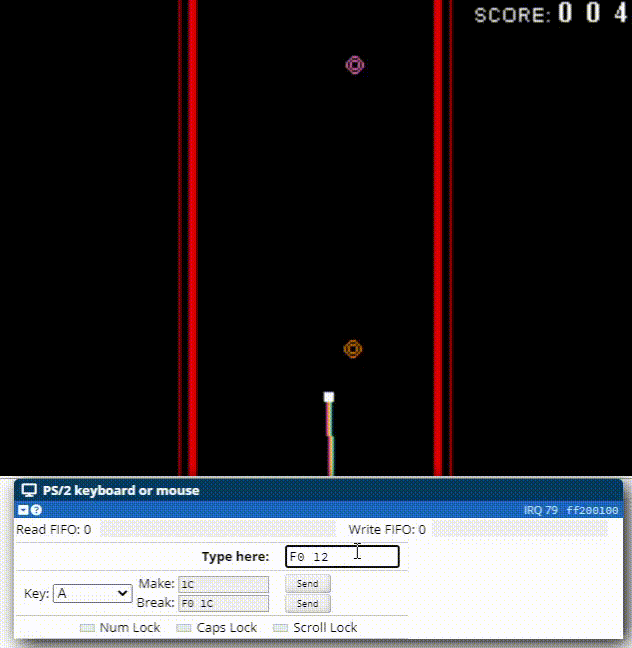 SCORE: 0 0 4
PS/2 keyboard or mouse
IRQ 79 ff200100
Read FIFO: 0 Write FIFO: 0
Type here: F0 12
Key: A Make: 1C Send
Break: F0 1C Send
Num Lock Caps Lock Scroll Lock